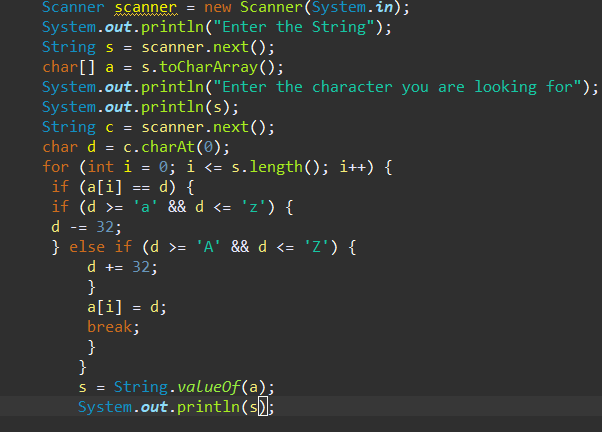 Scanner scanner = new Scanner(System.in);
System.out.println("Enter the String");
String s = scanner.next();
char[] a = s.toCharArray();
System.out.println("Enter the character you are looking for");
System.out.println(s);
String c = scanner.next();
char d = c.charAt(0);
for (int i = 0; i <= s.length(); i++) {
if (a[i] == d) {
if (d >= 'a' && d <= 'z') {
d -= 32;
} else if (d >= 'A' && d <= 'Z') {
d += 32;
}
a[i] = d;
break;
}
}
s = String.valueOf(a);
System.out.println(s);